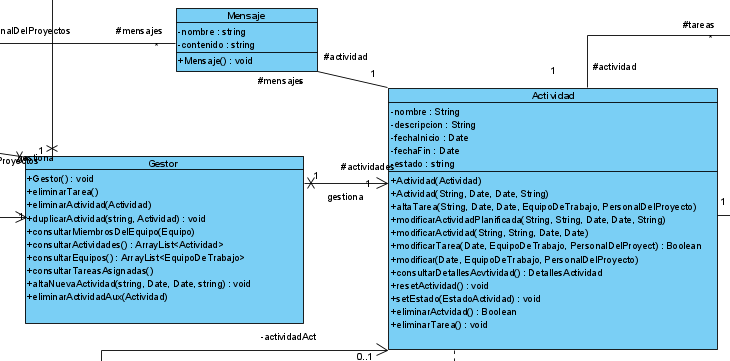 Mensaje
-nombre : string
-contenido : string
+Mensaje() : void
onalDelProyectos
#mensajes
*
#actividad
1
#mensajes
#tareas
*
#actividad
1
Actividad
-nombre : String
-descripcion : String
-fechaInicio : Date
-fechaFin : Date
-estado : string
+Actividad(Actividad)
+Actividad(String, Date, Date, String)
+altaTarea(String, Date, Date, EquipoDeTrabajo, PersonalDelProyecto)
+modificarActividadPlanificada(String, String, Date, Date, String)
+modificarActividad(String, String, Date, Date)
+modificarTarea(Date, EquipoDeTrabajo, PersonalDelProyect) : Boolean
+modificar(Date, EquipoDeTrabajo, PersonalDelProyecto)
+consultarDetallesAcvtividad() : DetallesActividad
+resetActividad() : void
+setEstado(EstadoActividad) : void
+eliminarActvidad() : Boolean
+eliminarTarea() : void
1
1
royectos
gestiona
Gestor
+Gestor() : void
+eliminarTarea()
+eliminarActividad(Actividad)
+duplicarActividad(string, Actividad) : void
+consultarMiembrosDelEquipo(Equipo)
+consultarActividades() : ArrayList<Actividad>
+consultarEquipos() : ArrayList<EquipoDeTrabajo>
+consultarTareasAsignadas()
+altaNuevaActividad(string, Date, Date, string) : void
+eliminarActividadAux(Actividad)
1
#actividades
1
gestiona
-actividadAct
0..1